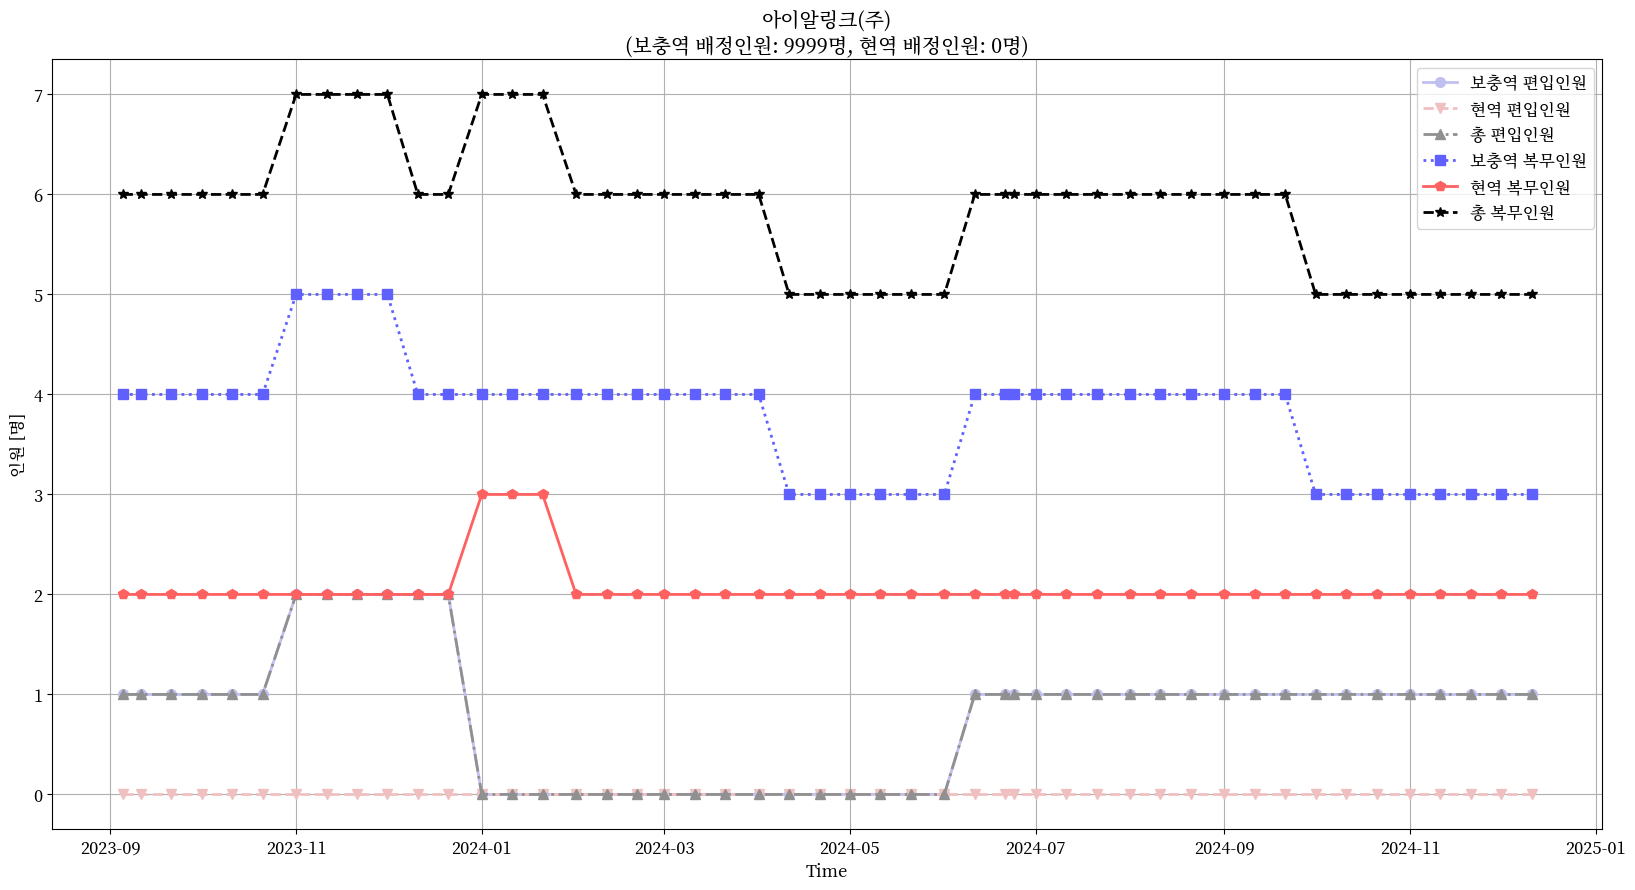 아이알링크(주)
(보충역 배정인원: 9999명, 현역 배정인원: 0명)
보충역 편입인원
현역 편입인원
총 편입인원
보충역 복무인원
현역 복무인원
총 복무인원
인원 [명]
7
6
5
4
3
2
1
0
2023-09
2023-11
2024-01
2024-03
2024-05
2024-07
2024-09
2024-11
2025-01
Time